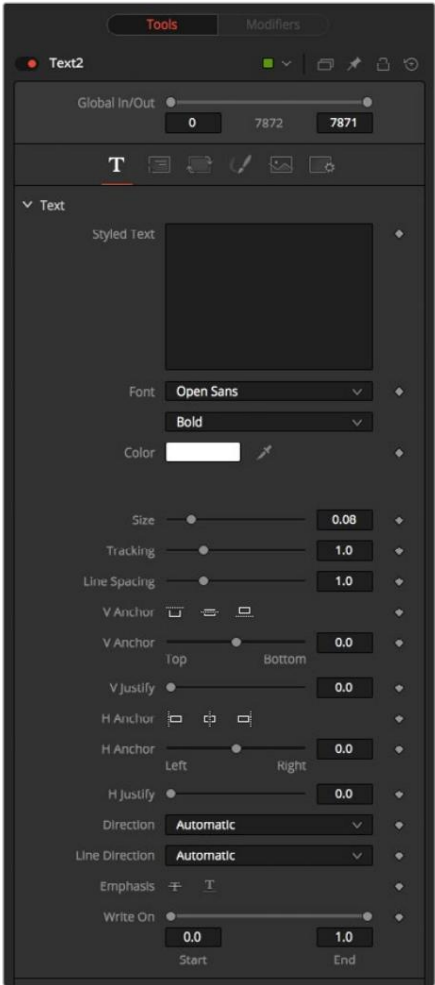 Tools Modifiers
Text2
Global In/Out
0 7872 7871
T
Text
Styled Text
Font Open Sans
Bold
Color
Size 0.08
Tracking 1.0
Line Spacing 1.0
V Anchor
V Anchor 0.0
Top Bottom
V Justify 0.0
H Anchor
H Anchor 0.0
Left Right
H Justify 0.0
Direction Automatic
Line Direction Automatic
Emphasis T T
Write On
0.0 1.0
Start End